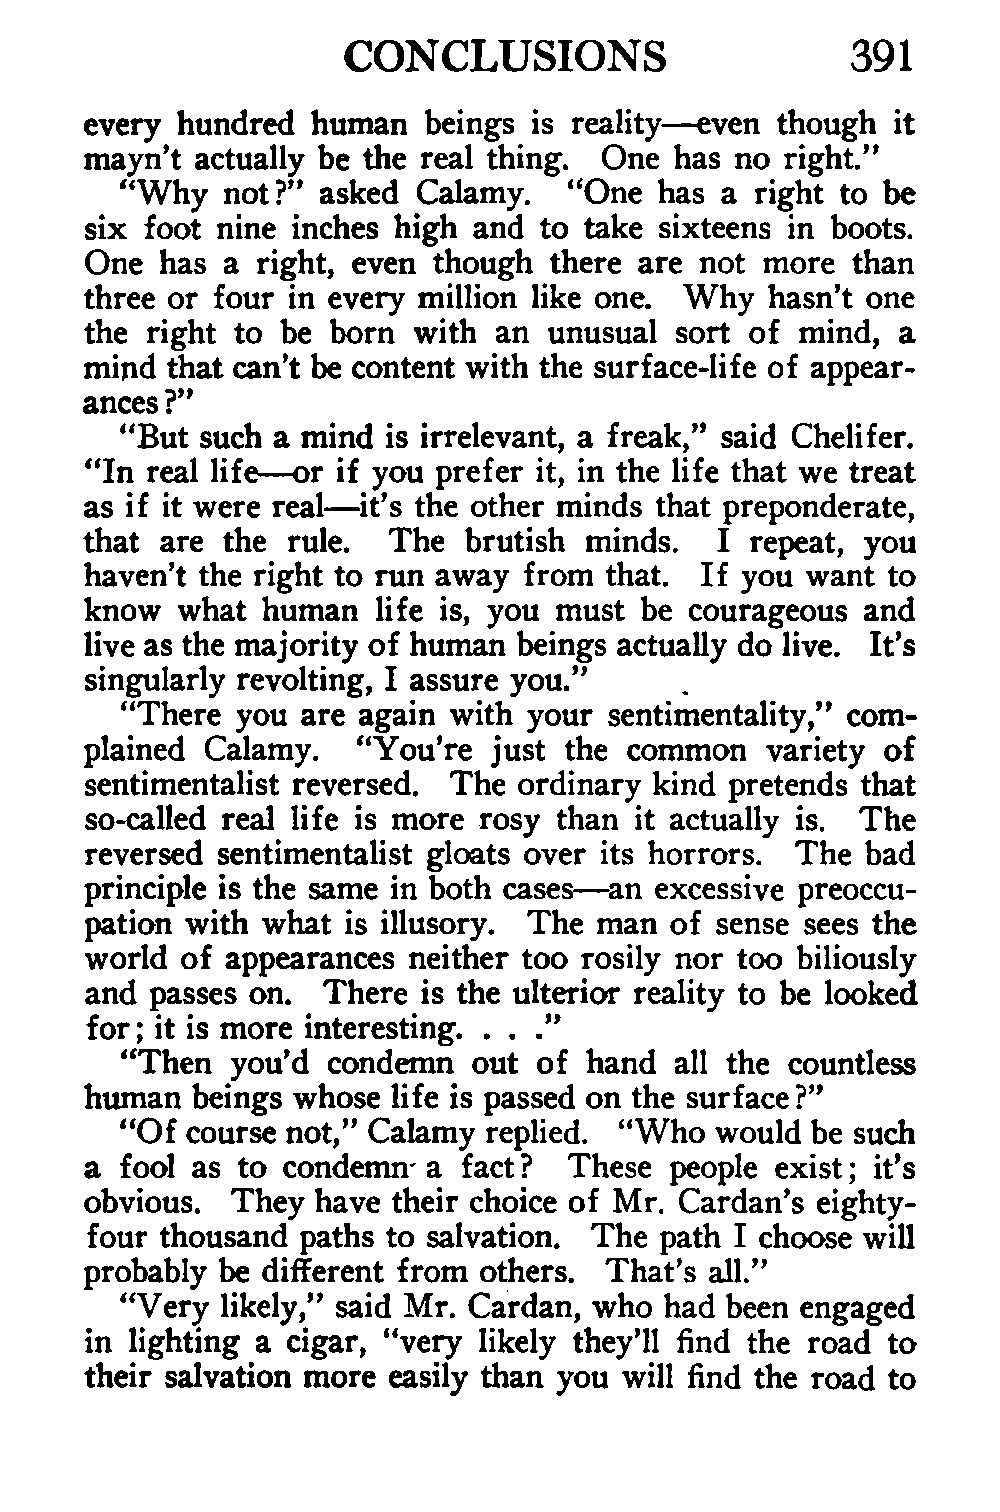 CONCLUSIONS 391
every hundred human beings is reality—even though it
mayn't actually be the real thing. One has no right."
"Why not?" asked Calamy. "One has a right to be
six foot nine inches high and to take sixteens in boots.
One has a right, even though there are not more than
three or four in every million like one. Why hasn't one
the right to be born with an unusual sort of mind, a
mind that can't be content with the surface-life of appear-
ances?"
"But such a mind is irrelevant, a freak," said Chelifer.
"In real life—or if you prefer it, in the life that we treat
as if it were real—it's the other minds that preponderate,
that are the rule. The brutish minds. I repeat, you
haven't the right to run away from that. If you want to
know what human life is, you must be courageous and
live as the majority of human beings actually do live. It's
singularly revolting, I assure you."
"There you are again with your sentimentality," com-
plained Calamy. "You're just the common variety of
sentimentalist reversed. The ordinary kind pretends that
so-called real life is more rosy than it actually is. The
reversed sentimentalist gloats over its horrors. The bad
principle is the same in both cases—an excessive preoccu-
pation with what is illusory. The man of sense sees the
world of appearances neither too rosily nor too biliously
and passes on. There is the ulterior reality to be looked
for; it is more interesting. . . ."
"Then you'd condemn out of hand all the countless
human beings whose life is passed on the surface?"
"Of course not," Calamy replied. "Who would be such
a fool as to condemn a fact? These people exist; it's
obvious. They have their choice of Mr. Cardan's eighty-
four thousand paths to salvation. The path I choose will
probably be different from others. That's all."
"Very likely," said Mr. Cardan, who had been engaged
in lighting a cigar, "very likely they'll find the road to
their salvation more easily than you will find the road to